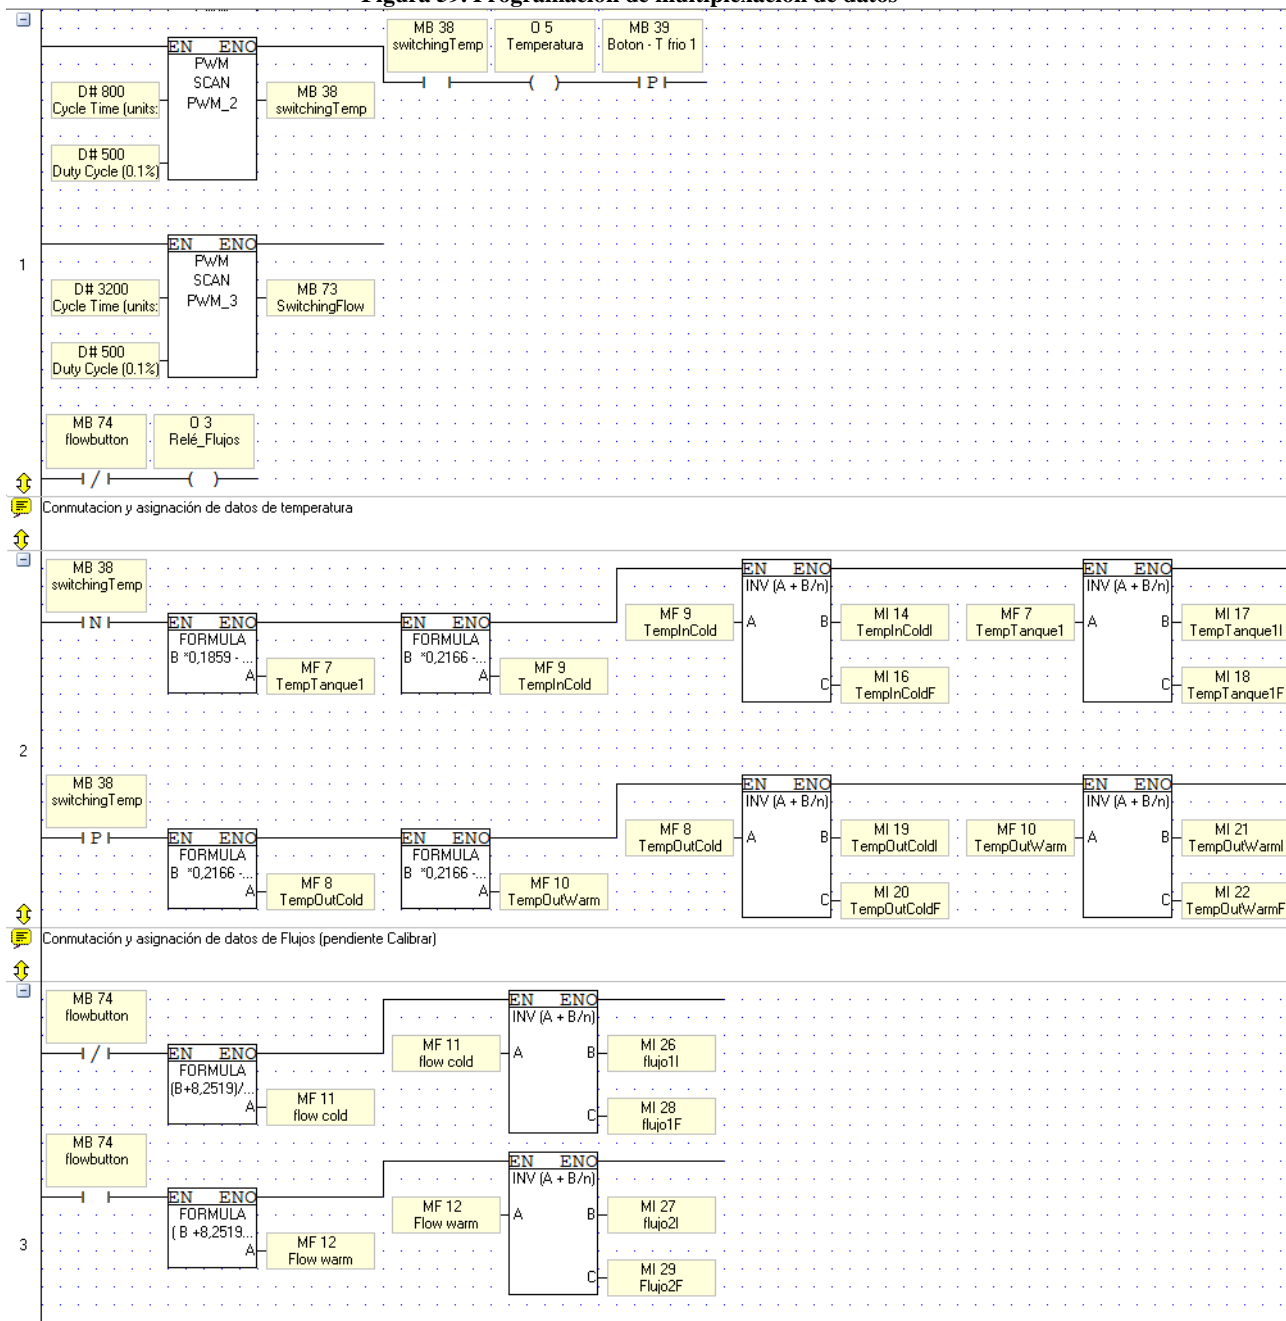 Figura 39. Programación de multiplexación de datos
MB 38
switchingTemp
O 5
Temperatura
MB 39
Boton - T frio 1
EN ENO
PWM
SCAN
PWM_2
P
D# 800
Cycle Time (units:
MB 38
switchingTemp
D# 500
Duty Cycle (0.1%)
EN ENO
PWM
SCAN
PWM_3
1
D# 3200
Cycle Time (units:
MB 73
SwitchingFlow
D# 500
Duty Cycle (0.1%)
MB 74
flowbutton
O 3
Relé_Flujos
Conmutacion y asignación de datos de temperatura
MB 38
switchingTemp
N
EN ENO
FORMULA
B *0,1859 -...
A
MF 7
TempTanque1
EN ENO
FORMULA
B *0,2166 -...
A
MF 9
TempInCold
MF 9
TempInCold
EN ENO
INV (A + B/n)
A
B
C
MI 14
TempInColdI
MI 16
TempInColdF
MF 7
TempTanque1
EN ENO
INV (A + B/n)
A
B
C
MI 17
TempTanque1I
MI 18
TempTanque1F
2
MB 38
switchingTemp
P
EN ENO
FORMULA
B *0,2166 -...
A
MF 8
TempOutCold
EN ENO
FORMULA
B *0,2166 -...
A
MF 10
TempOutWarm
MF 8
TempOutCold
EN ENO
INV (A + B/n)
A
B
C
MI 19
TempOutColdI
MI 20
TempOutColdF
MF 10
TempOutWarm
EN ENO
INV (A + B/n)
A
B
C
MI 21
TempOutWarmI
MI 22
TempOutWarmF
Conmutación y asignación de datos de Flujos (pendiente Calibrar)
MB 74
flowbutton
EN ENO
FORMULA
(B+8,2519)/...
A
MF 11
flow cold
MF 11
flow cold
EN ENO
INV (A + B/n)
A
B
C
MI 26
flujo1I
MI 28
flujo1F
MB 74
flowbutton
EN ENO
FORMULA
( B +8,2519...
A
MF 12
Flow warm
MF 12
Flow warm
EN ENO
INV (A + B/n)
A
B
C
MI 27
flujo2I
MI 29
Flujo2F
3